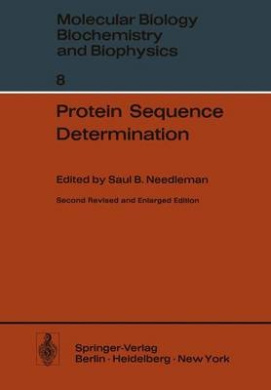 Molecular Biology
Biochemistry
and Biophysics
8
Protein Sequence
Determination
Edited by Saul B. Needleman
Second Revised and Enlarged Edition
Springer-Verlag
Berlin · Heidelberg · New York